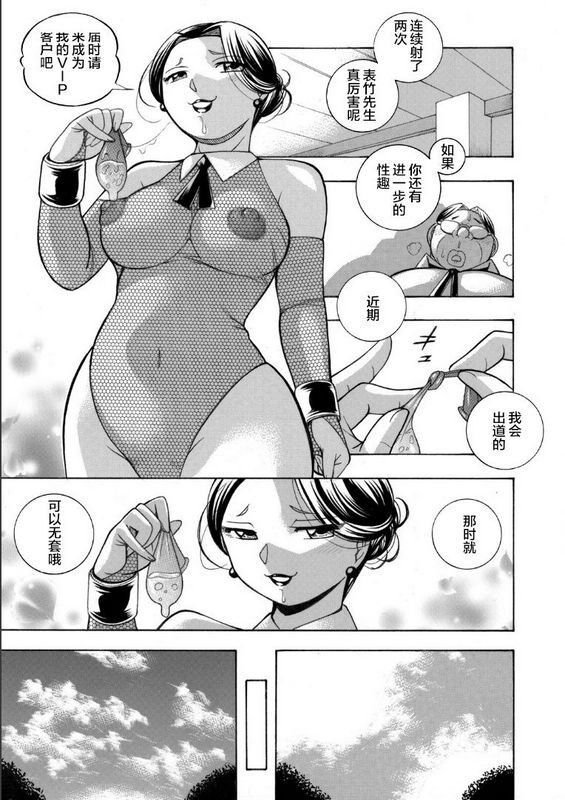 连续射了
两次
表竹先生
真厉害呢
如果
你还有
进一步的
性趣
近期
我会
出道的
届时请
米成为
我的VIP
客户吧
那时就
可以无套哦